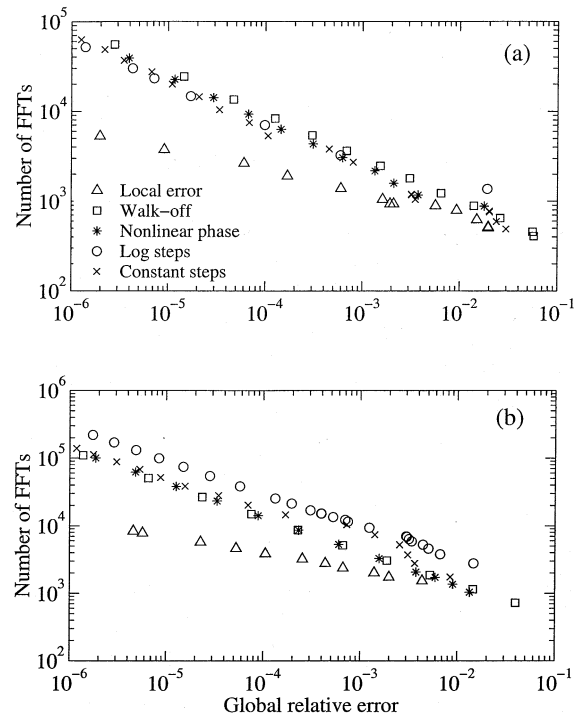 10^5
(a)
10^4
Number of FFTs
10^3
Local error
Walk-off
Nonlinear phase
Log steps
Constant steps
10^2
10^-6 10^-5 10^-4 10^-3 10^-2 10^-1
10^6
(b)
10^5
Number of FFTs
10^4
10^3
10^2
10^-6 10^-5 10^-4 10^-3 10^-2 10^-1
Global relative error